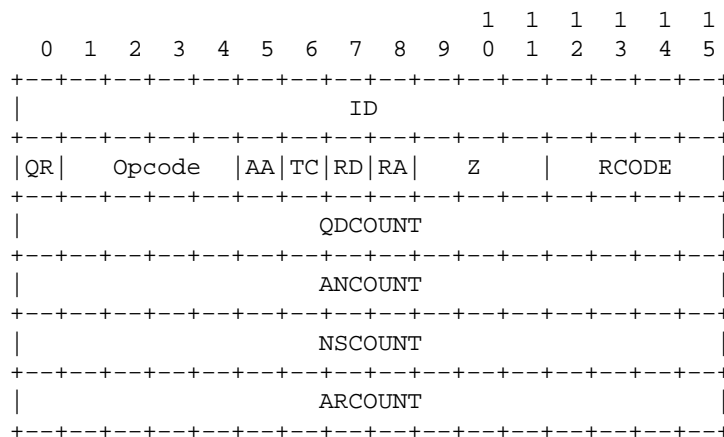 1  1  1  1  1  1
  0  1  2  3  4  5  6  7  8  9  0  1  2  3  4  5
+--+--+--+--+--+--+--+--+--+--+--+--+--+--+--+--+
|                      ID                       |
+--+--+--+--+--+--+--+--+--+--+--+--+--+--+--+--+
|QR|   Opcode  |AA|TC|RD|RA|   Z    |   RCODE   |
+--+--+--+--+--+--+--+--+--+--+--+--+--+--+--+--+
|                    QDCOUNT                    |
+--+--+--+--+--+--+--+--+--+--+--+--+--+--+--+--+
|                    ANCOUNT                    |
+--+--+--+--+--+--+--+--+--+--+--+--+--+--+--+--+
|                    NSCOUNT                    |
+--+--+--+--+--+--+--+--+--+--+--+--+--+--+--+--+
|                    ARCOUNT                    |
+--+--+--+--+--+--+--+--+--+--+--+--+--+--+--+--+